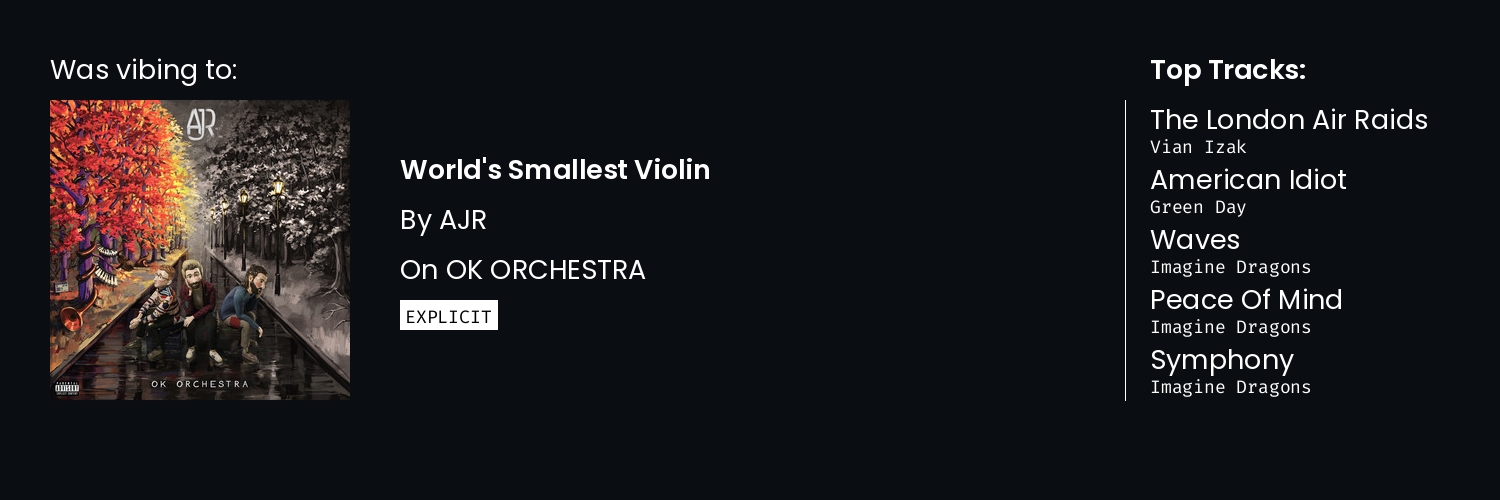 Was vibing to:
AJR
OK ORCHESTRA
World's Smallest Violin
By AJR
On OK ORCHESTRA
EXPLICIT
Top Tracks:
The London Air Raids
Vian Izak
American Idiot
Green Day
Waves
Imagine Dragons
Peace Of Mind
Imagine Dragons
Symphony
Imagine Dragons